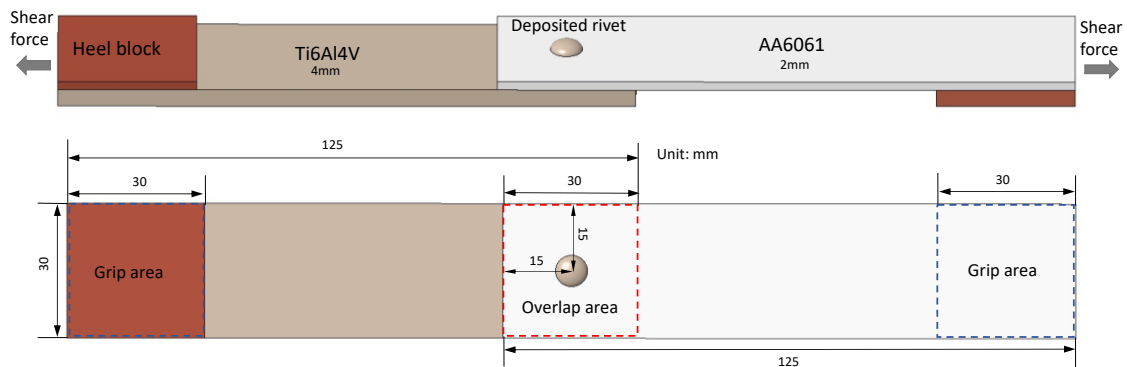 Shear
force
Heel block
Ti6Al4V
4mm
Deposited rivet
AA6061
2mm
Shear
force
125
Unit: mm
30
30
30
30
15
15
Grip area
Overlap area
Grip area
125